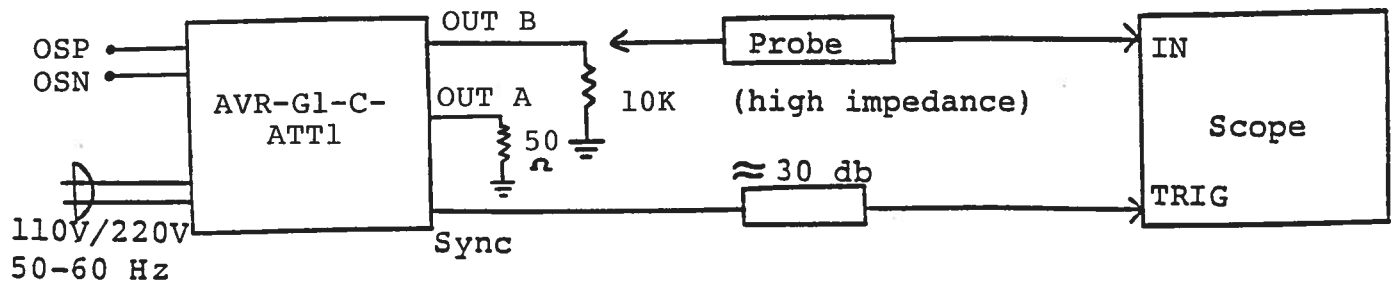 OSP
OSN
110V/220V
50-60 Hz
AVR-G1-C-
ATT1
OUT B
OUT A
Sync
50
Ω
10K
Probe
(high impedance)
≈ 30 db
IN
Scope
TRIG